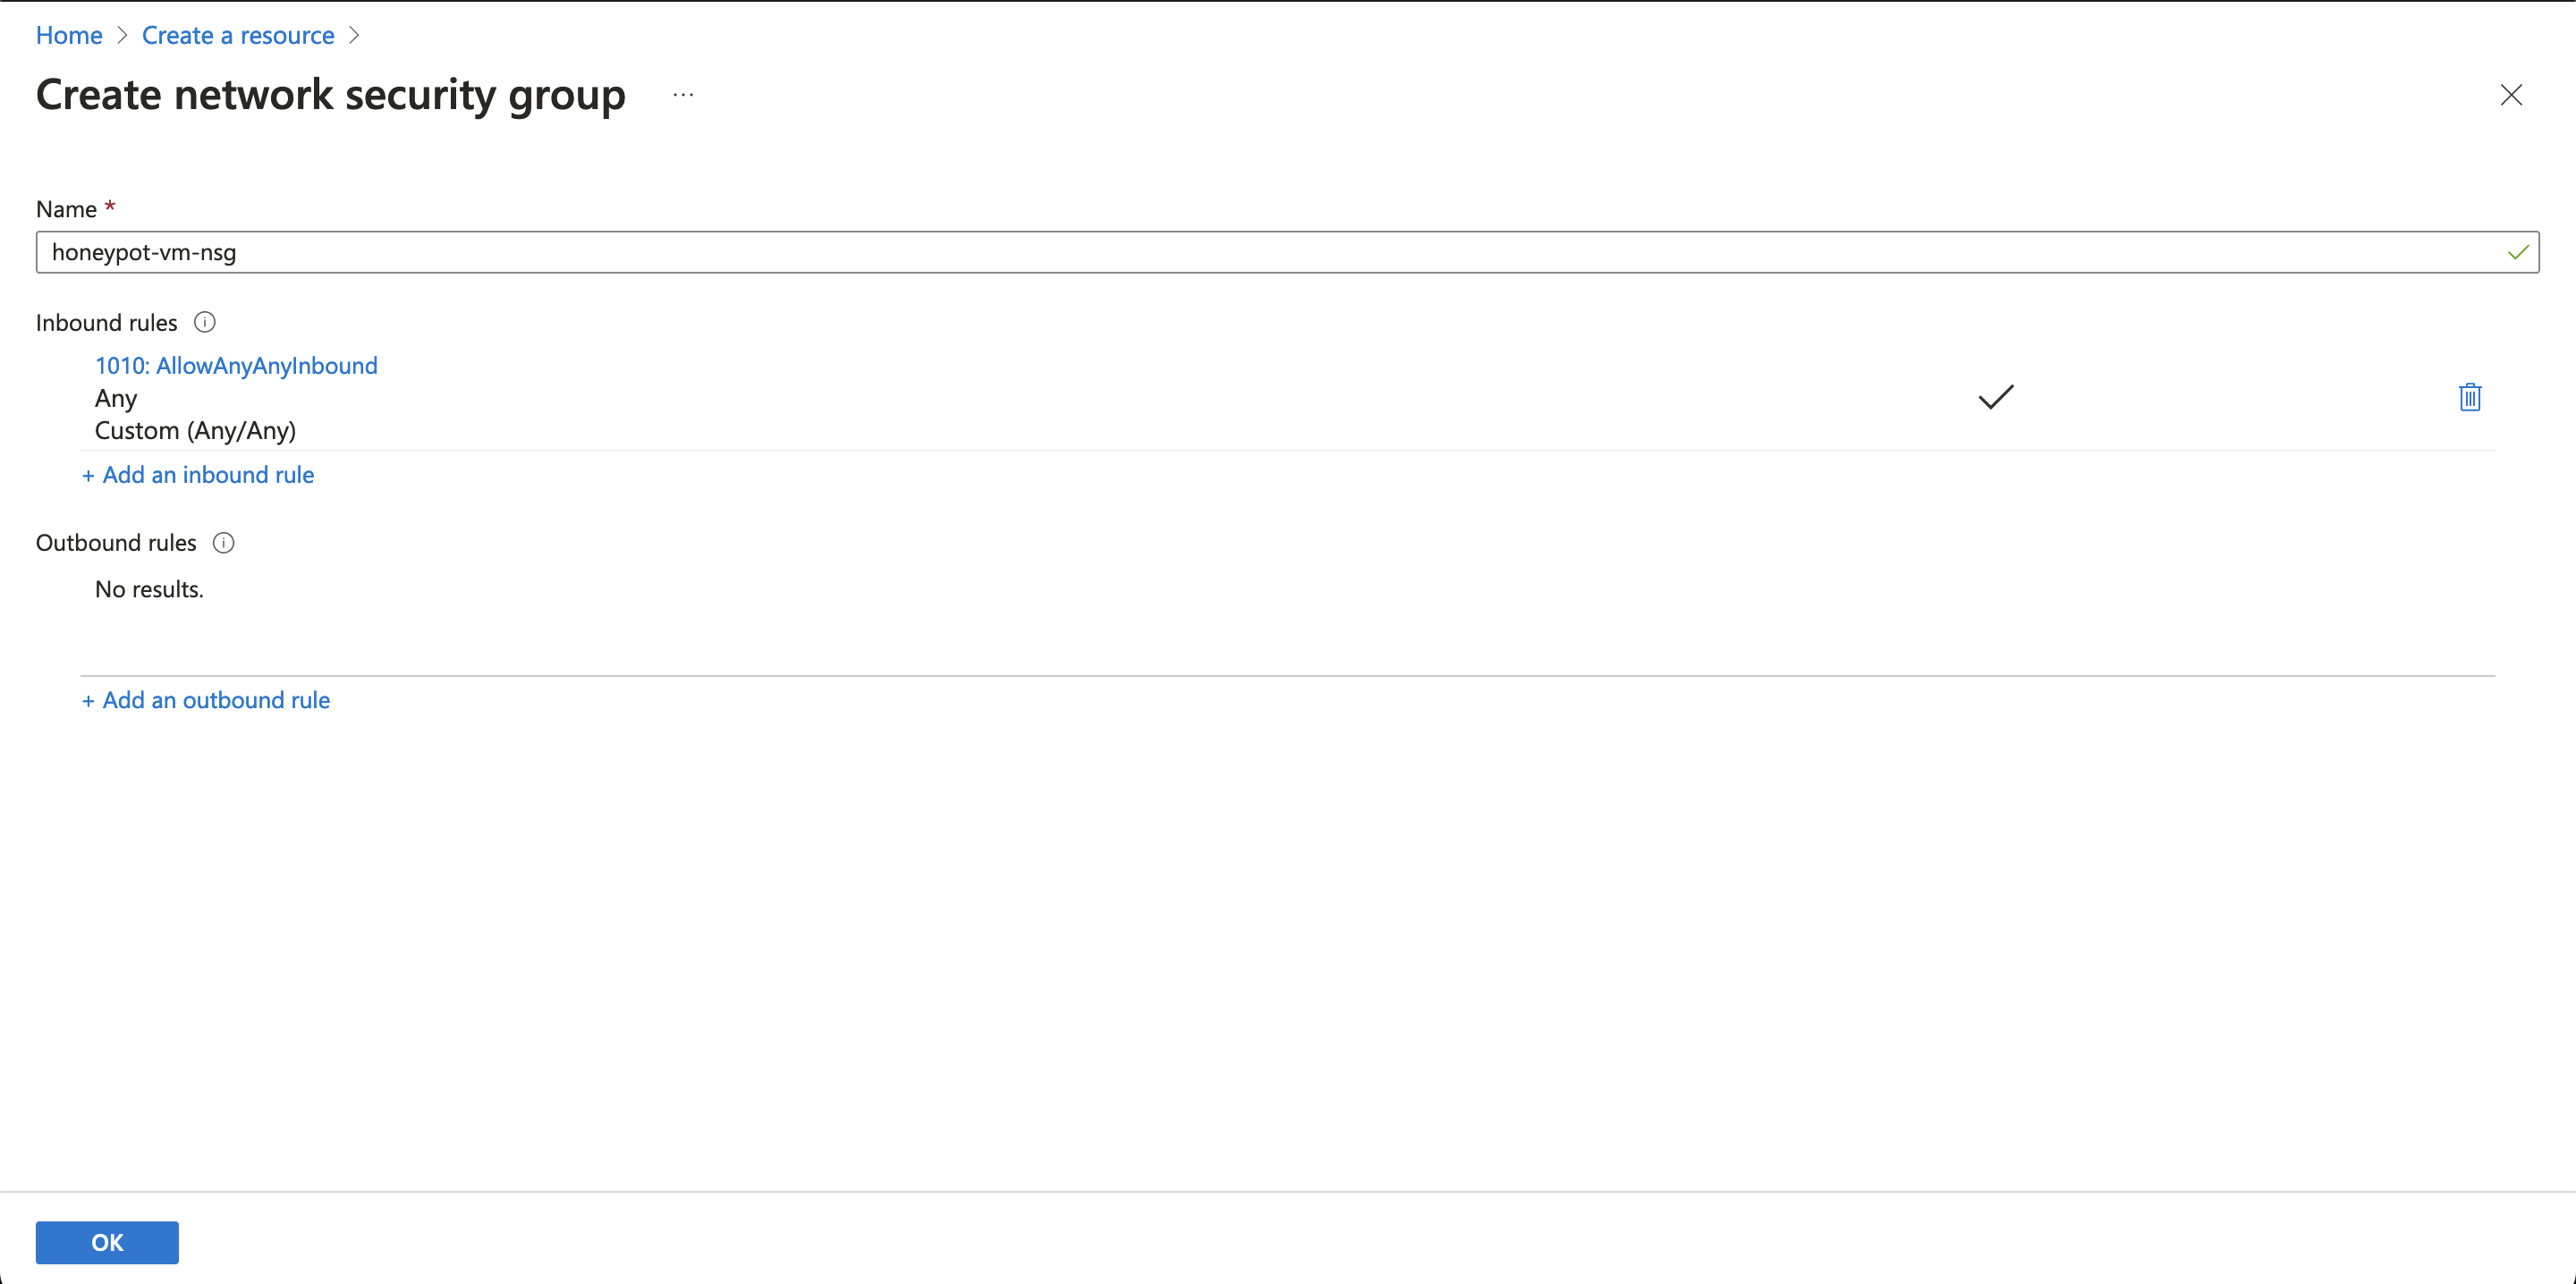 Home > Create a resource >
Create network security group ...
Name *
honeypot-vm-nsg
Inbound rules
1010: AllowAnyAnyInbound
Any
Custom (Any/Any)
+ Add an inbound rule
Outbound rules
No results.
+ Add an outbound rule
OK